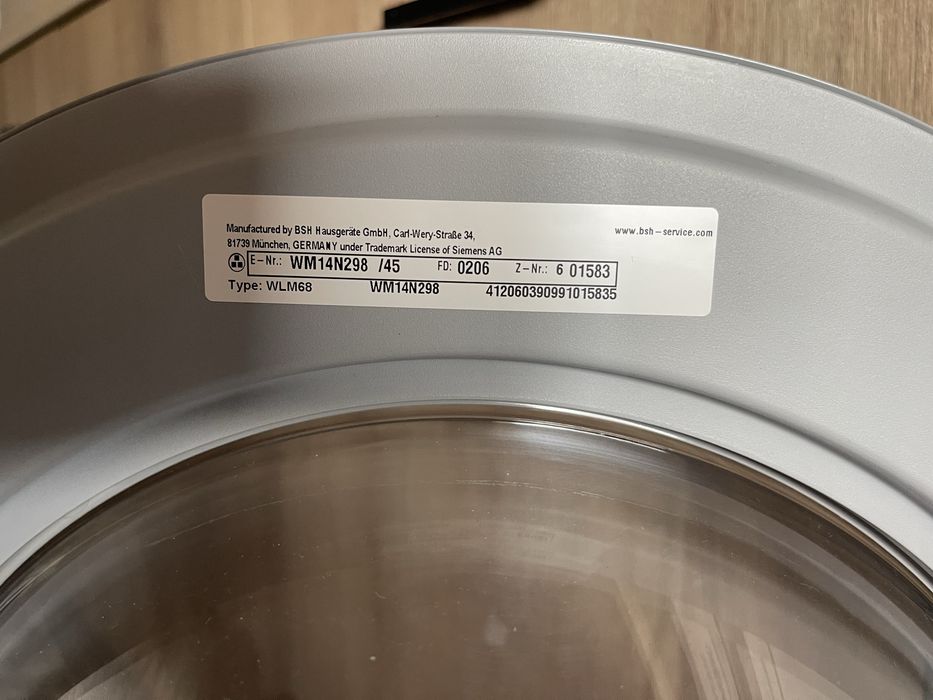 Manufactured by BSH Hausgeräte GmbH, Carl-Wery-Straße 34,
81739 München, GERMANY under Trademark License of Siemens AG
www.bsh-service.com
E-Nr.: WM14N298 /45 FD: 0206 Z-Nr.: 6 01583
Type: WLM68 WM14N298 412060390991015835